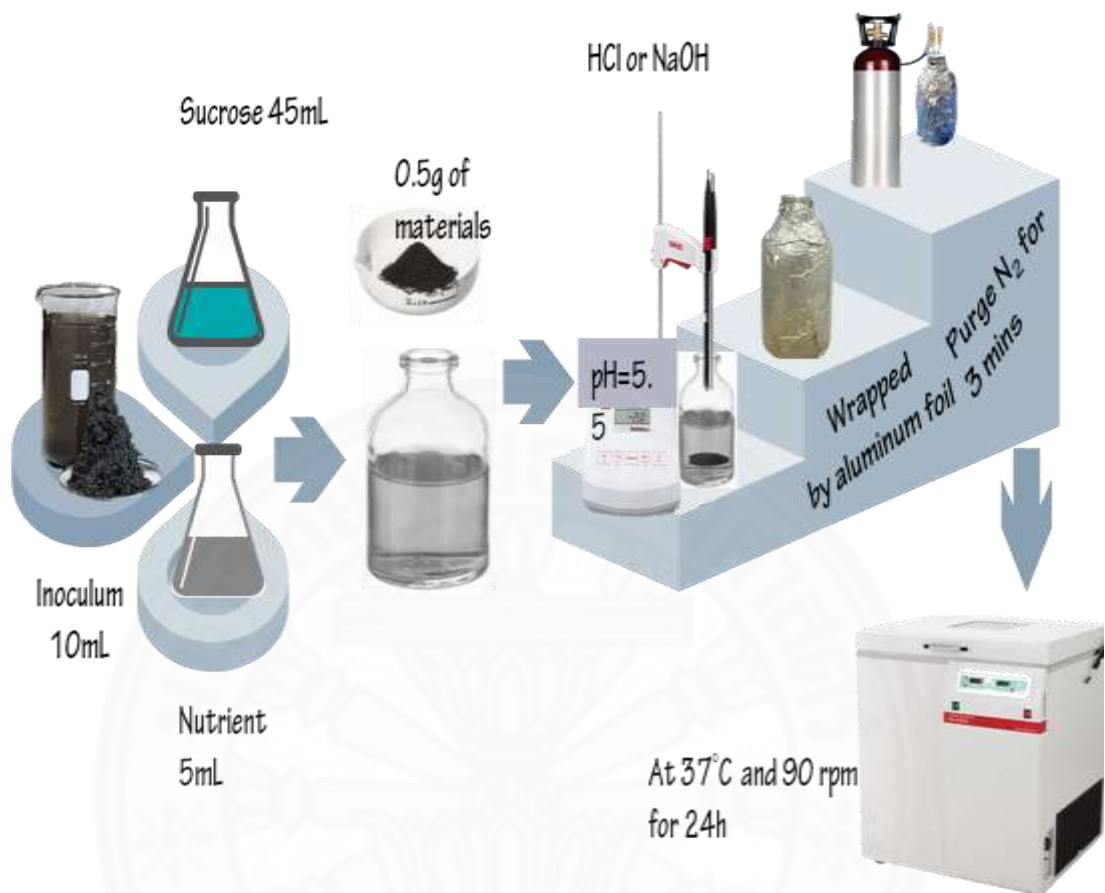 Sucrose 45mL
0.5g of
materials
HCl or NaOH
Inoculum
10mL
Nutrient
5mL
pH=5.
5
Wrapped
by aluminum foil
Purge N₂ for
3 mins
At 37°C and 90 rpm
for 24h